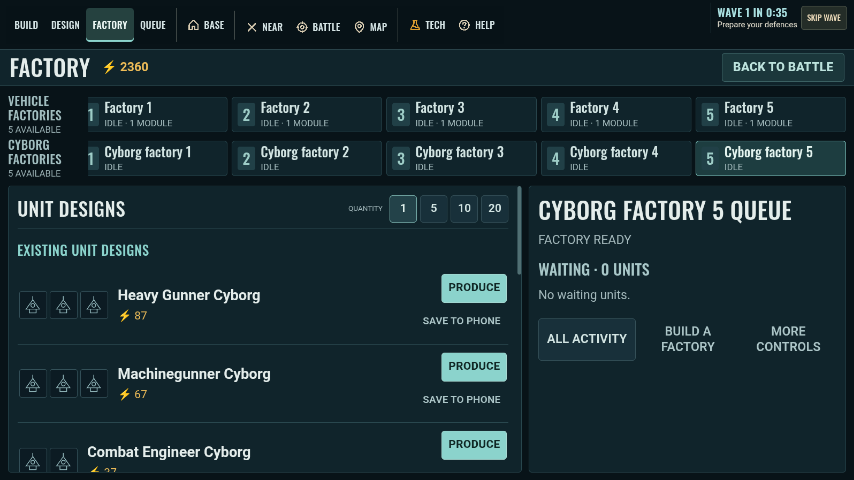 BUILD DESIGN FACTORY QUEUE BASE NEAR BATTLE MAP TECH HELP
WAVE 1 IN 0:35
Prepare your defences
SKIP WAVE
FACTORY ⚡ 2360
BACK TO BATTLE
VEHICLE
FACTORIES
5 AVAILABLE
1 Factory 1
IDLE · 1 MODULE
2 Factory 2
IDLE · 1 MODULE
3 Factory 3
IDLE · 1 MODULE
4 Factory 4
IDLE · 1 MODULE
5 Factory 5
IDLE · 1 MODULE
CYBORG
FACTORIES
5 AVAILABLE
1 Cyborg factory 1
IDLE
2 Cyborg factory 2
IDLE
3 Cyborg factory 3
IDLE
4 Cyborg factory 4
IDLE
5 Cyborg factory 5
IDLE
UNIT DESIGNS
QUANTITY 1 5 10 20
EXISTING UNIT DESIGNS
Heavy Gunner Cyborg
⚡ 87
PRODUCE
SAVE TO PHONE
Machinegunner Cyborg
⚡ 67
PRODUCE
SAVE TO PHONE
Combat Engineer Cyborg
PRODUCE
CYBORG FACTORY 5 QUEUE
FACTORY READY
WAITING · 0 UNITS
No waiting units.
ALL ACTIVITY
BUILD A
FACTORY
MORE
CONTROLS